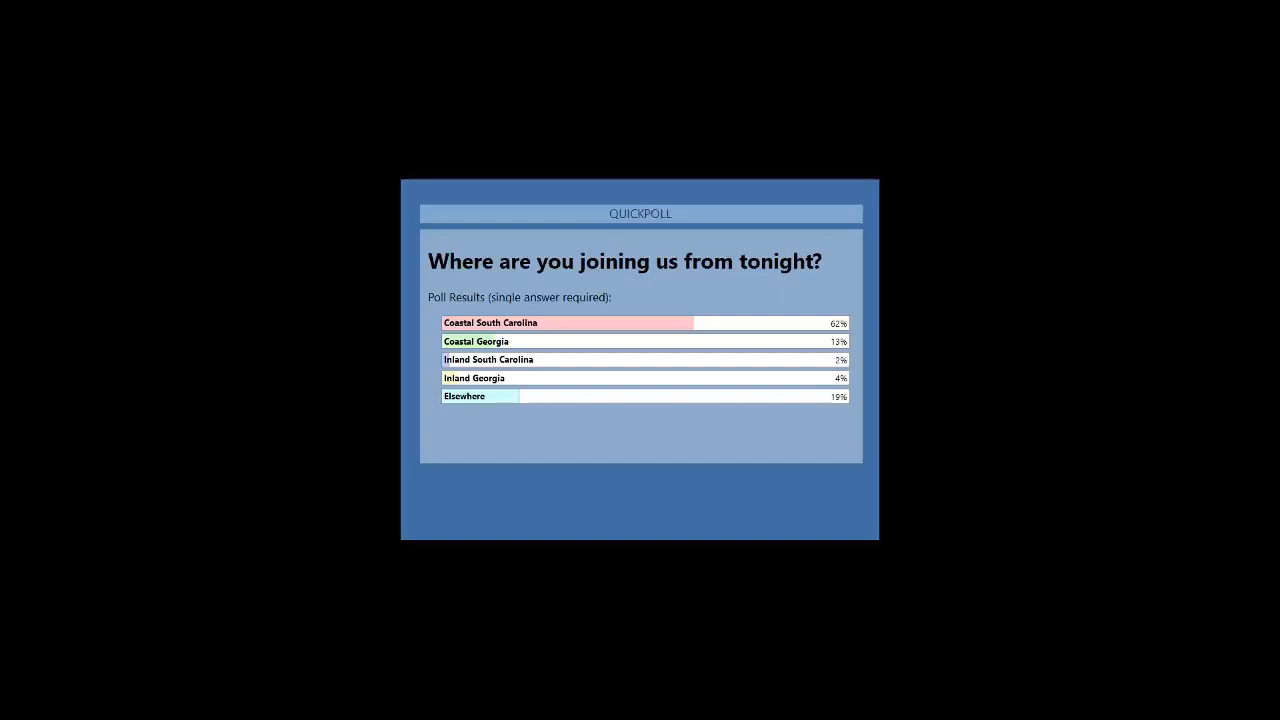 QUICKPOLL
Where are you joining us from tonight?
Poll Results (single answer required):
Coastal South Carolina 62%
Coastal Georgia 13%
Inland South Carolina 2%
Inland Georgia 4%
Elsewhere 19%